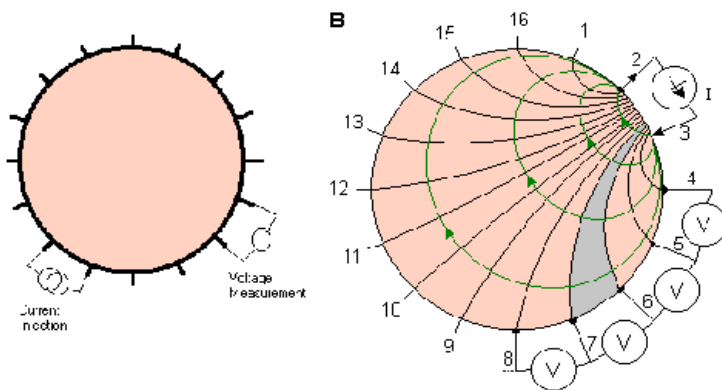 Voltage
Measurement
Current
Injection
B
16
1
15
2
14
I
3
13
12
4
11
V
5
10
6
V
9
7
V
8
V